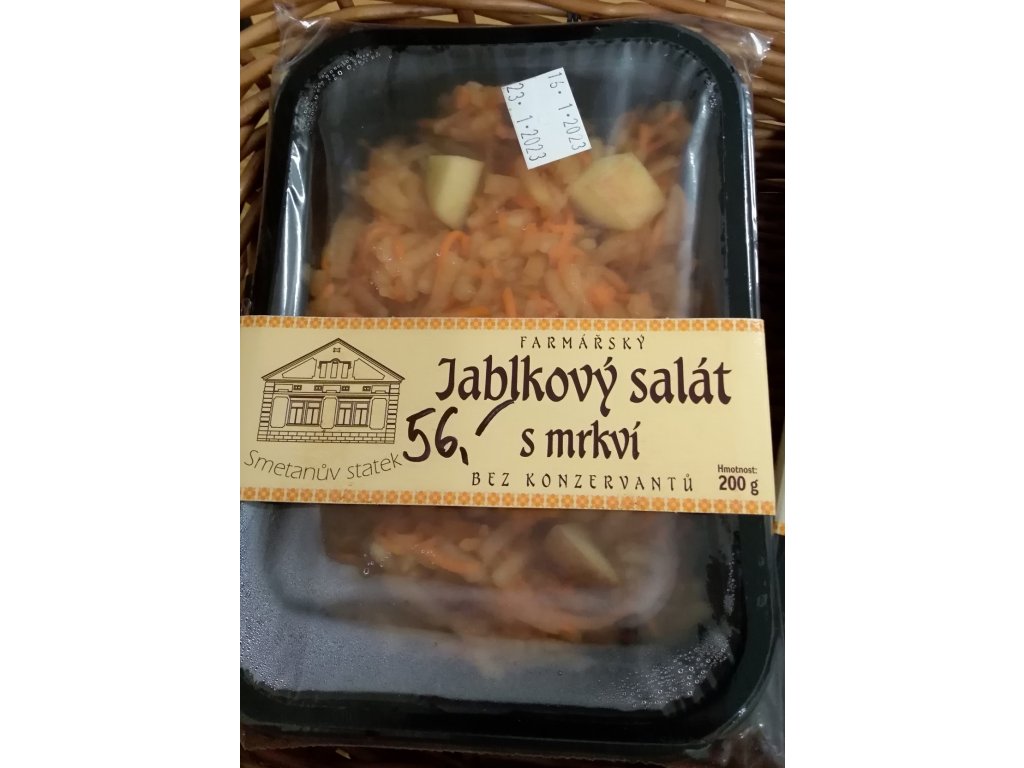 16. 1. 2023
23. 1. 2023
FARMÁŘSKÝ
Jablkový salát
s mrkví
BEZ KONZERVANTŮ
56,-
Smetanův statek
Hmotnost:
200 g